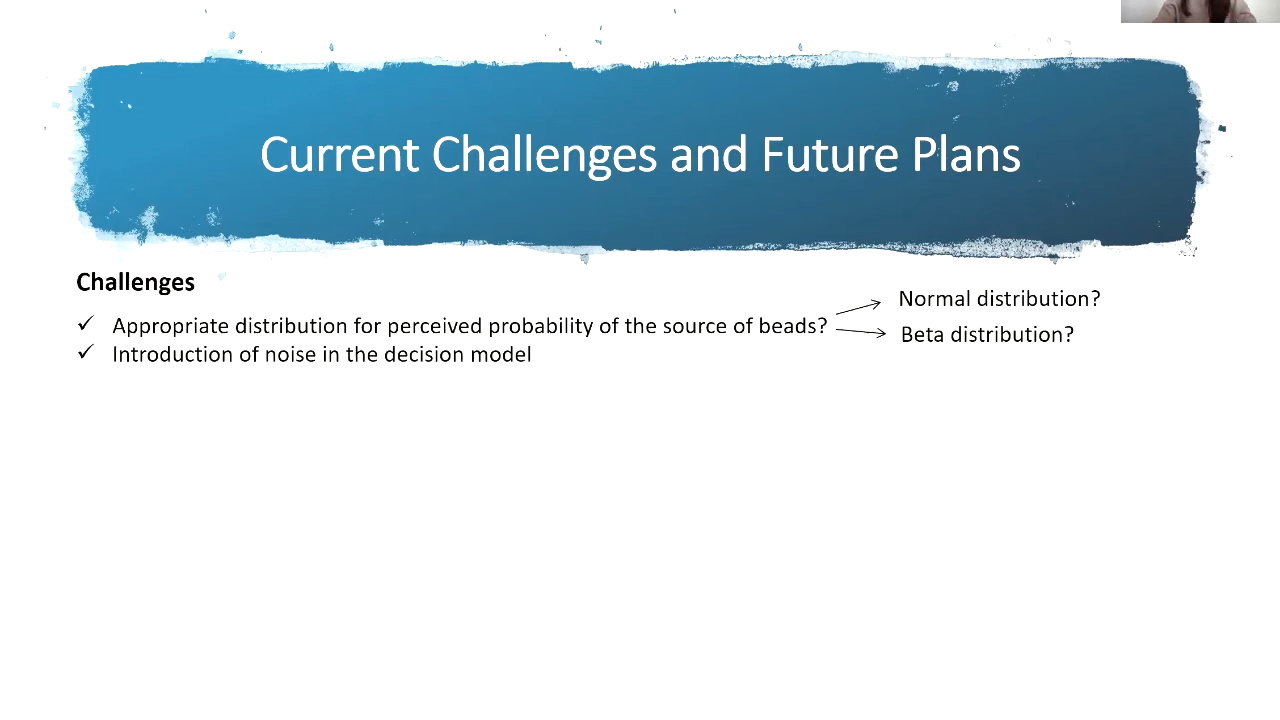 Current Challenges and Future Plans
Challenges
✓ Appropriate distribution for perceived probability of the source of beads?
Normal distribution?
Beta distribution?
✓ Introduction of noise in the decision model